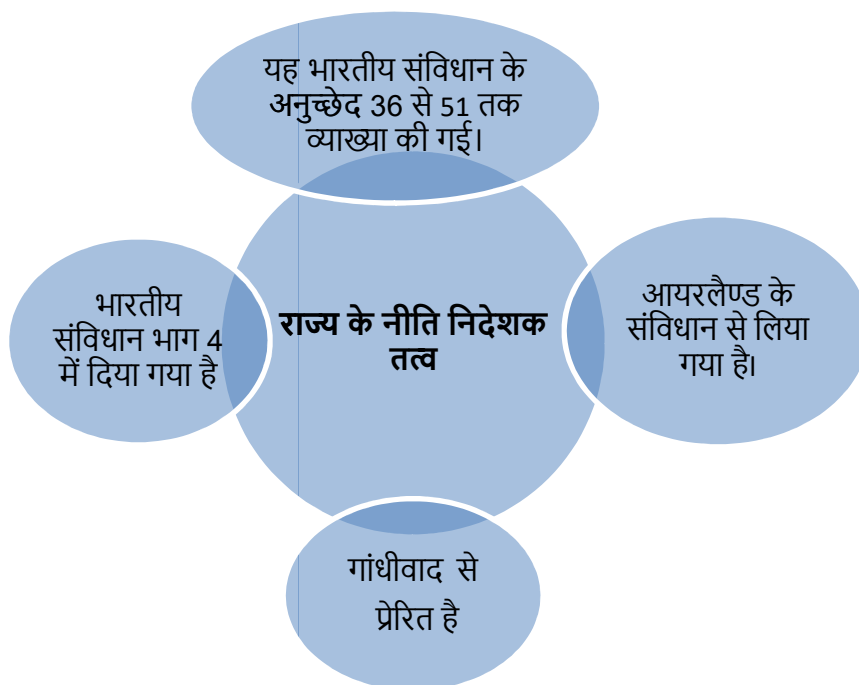 यह भारतीय संविधान के
अनुच्छेद 36 से 51 तक
व्याख्या की गई।
भारतीय
संविधान भाग 4
में दिया गया है
राज्य के नीति निदेशक
तत्व
आयरलैण्ड के
संविधान से लिया
गया है।
गांधीवाद से
प्रेरित है